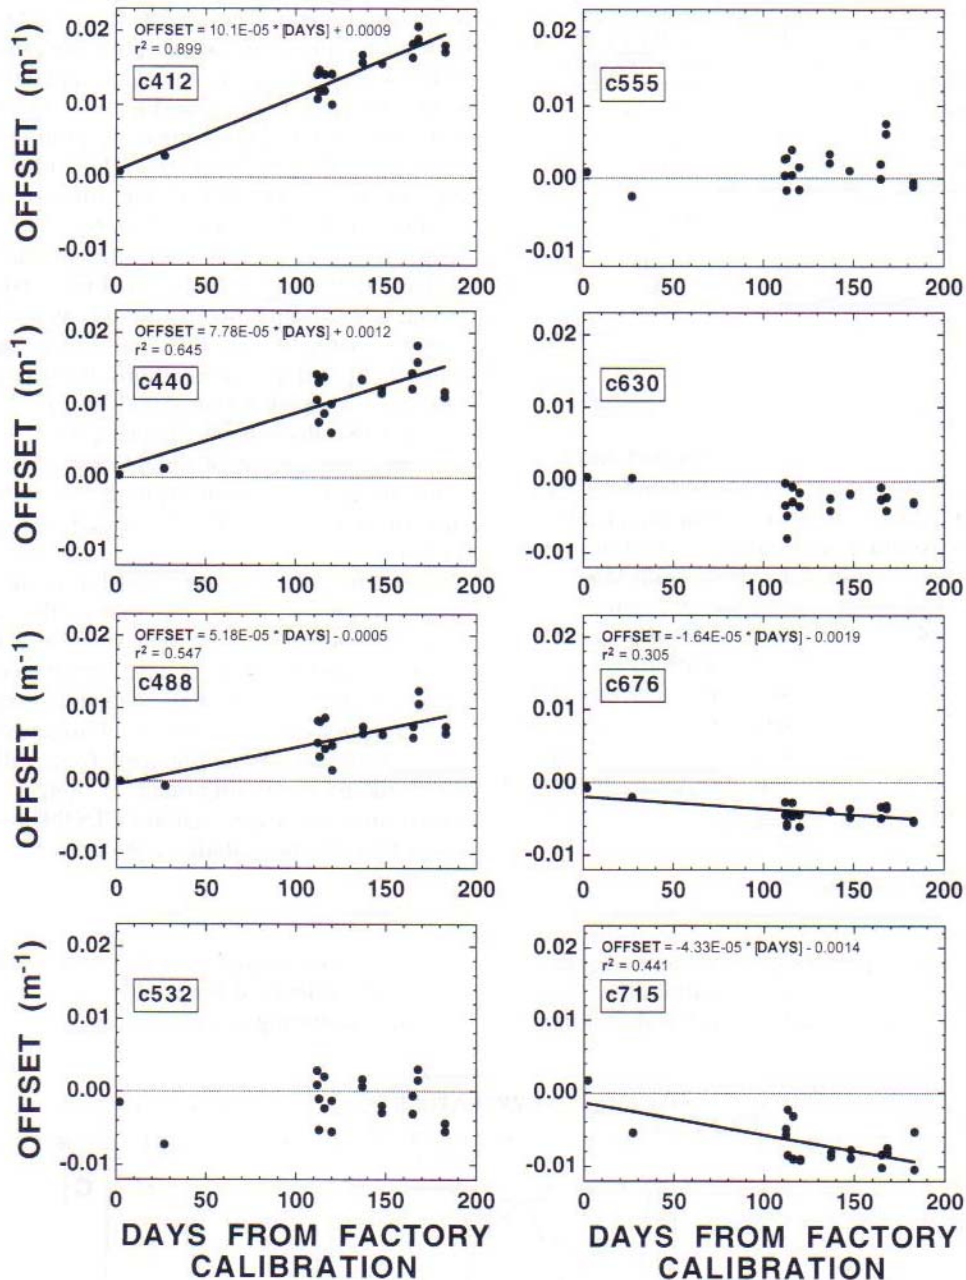 OFFSET (m-1)
0.02
0.01
0.00
-0.01
OFFSET = 10.1E-05 * [DAYS] + 0.0009
r2 = 0.899
c412
0 50 100 150 200
0.02
0.01
0.00
-0.01
c555
0 50 100 150 200
OFFSET (m-1)
0.02
0.01
0.00
-0.01
OFFSET = 7.78E-05 * [DAYS] + 0.0012
r2 = 0.645
c440
0 50 100 150 200
0.02
0.01
0.00
-0.01
c630
0 50 100 150 200
OFFSET (m-1)
0.02
0.01
0.00
-0.01
OFFSET = 5.18E-05 * [DAYS] - 0.0005
r2 = 0.547
c488
0 50 100 150 200
0.02
0.01
0.00
-0.01
OFFSET = -1.64E-05 * [DAYS] - 0.0019
r2 = 0.305
c676
0 50 100 150 200
OFFSET (m-1)
0.02
0.01
0.00
-0.01
c532
0 50 100 150 200
DAYS FROM FACTORY
CALIBRATION
0.02
0.01
0.00
-0.01
OFFSET = -4.33E-05 * [DAYS] - 0.0014
r2 = 0.441
c715
0 50 100 150 200
DAYS FROM FACTORY
CALIBRATION